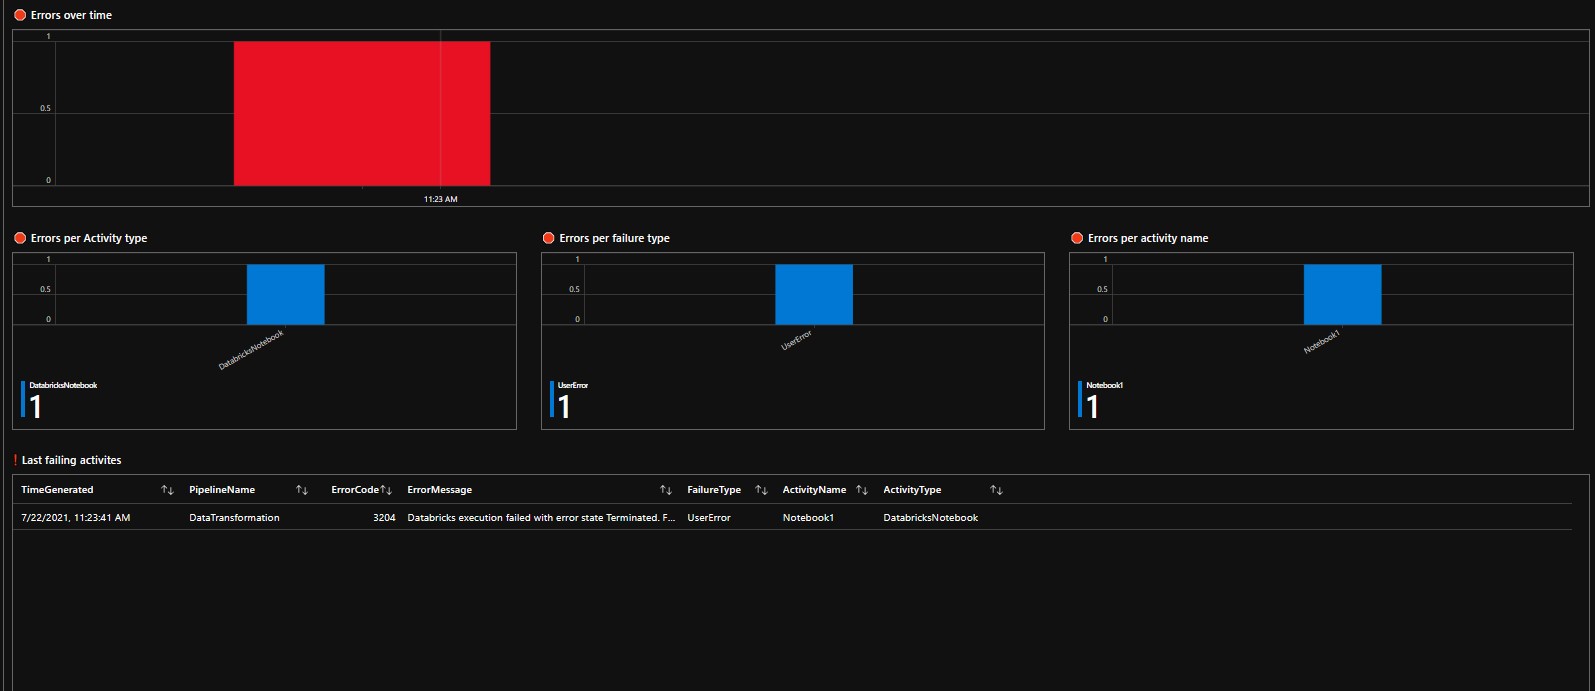 Errors over time
1
0.5
0
11:23 AM
Errors per Activity type
Errors per failure type
Errors per activity name
1
0.5
0
DatabricksNotebook
DatabricksNotebook
1
1
0.5
0
UserError
UserError
1
1
0.5
0
Notebook1
Notebook1
1
! Last failing activites
TimeGenerated ↑↓ PipelineName ↑↓ ErrorCode↑↓ ErrorMessage ↑↓ FailureType ↑↓ ActivityName ↑↓ ActivityType ↑↓
7/22/2021, 11:23:41 AM DataTransformation 3204 Databricks execution failed with error state Terminated. F... UserError Notebook1 DatabricksNotebook